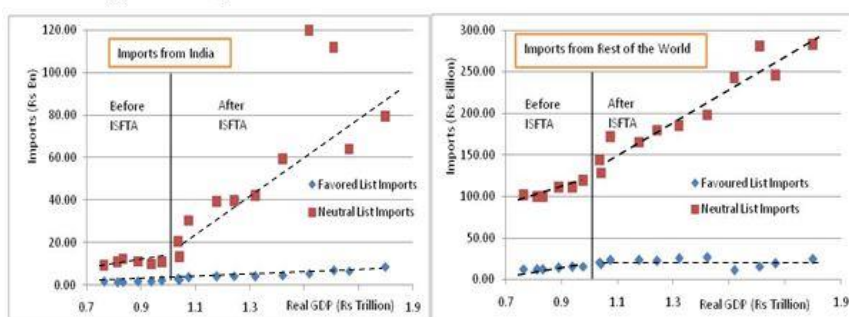 Imports from India
Imports (Rs Bn)
120.00
100.00
80.00
60.00
40.00
20.00
0.00
Before
ISFTA
After
ISFTA
Favored List Imports
Neutral List Imports
0.7
0.9
1.1
1.3
1.5
1.9
Real GDP (Rs Trillion)
Imports from Rest of the World
Imports (Rs Billion)
300.00
250.00
200.00
150.00
100.00
50.00
0.00
Before
ISFTA
After
ISFTA
Favoured List Imports
Neutral List Imports
0.7
0.9
1.1
1.3
1.5
1.9
Real GDP (Rs Trillion)